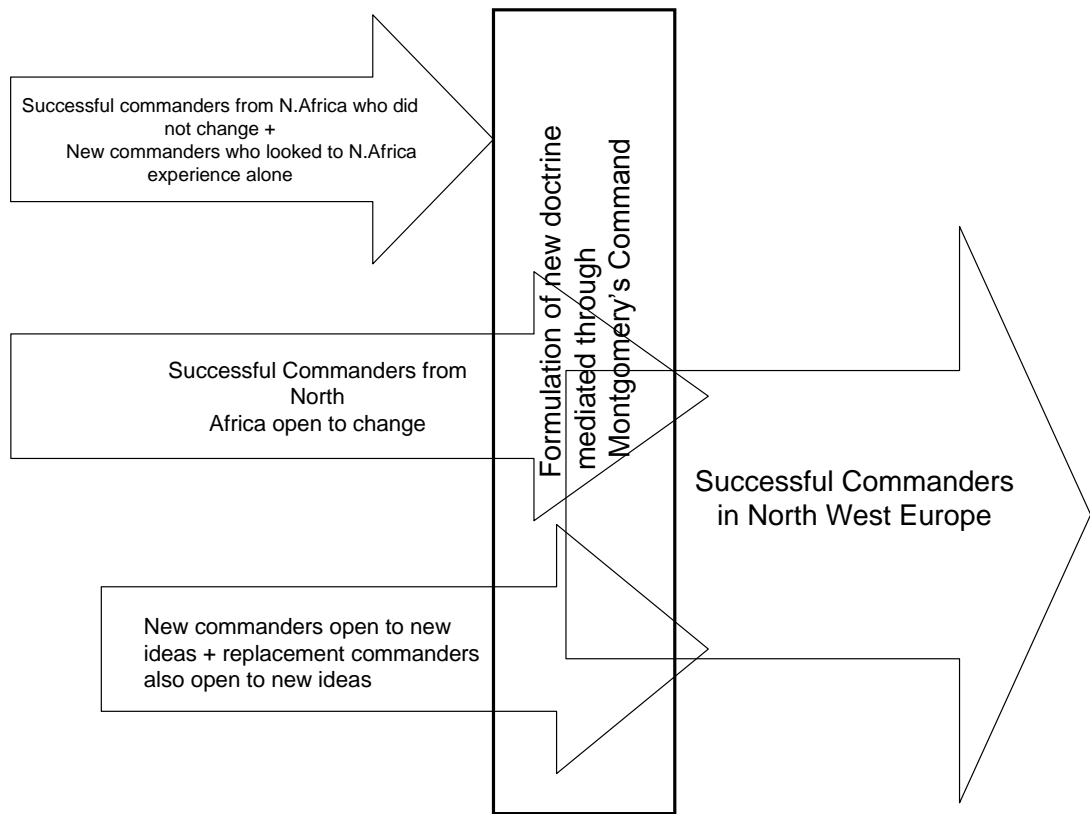 Successful commanders from N.Africa who did
not change +
New commanders who looked to N.Africa
experience alone
Formulation of new doctrine
mediated through
Montgomery’s Command
Successful Commanders from
North
Africa open to change
New commanders open to new
ideas + replacement commanders
also open to new ideas
Successful Commanders
in North West Europe